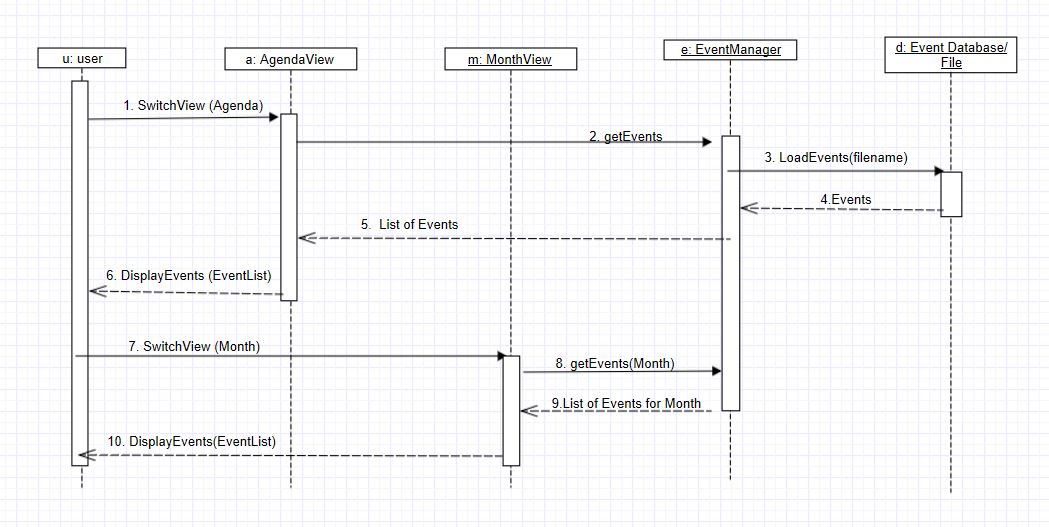 u: user
a: AgendaView
m: MonthView
e: EventManager
d: Event Database/
File
1. SwitchView (Agenda)
2. getEvents
3. LoadEvents(filename)
4.Events
5. List of Events
6. DisplayEvents (EventList)
7. SwitchView (Month)
8. getEvents(Month)
9.List of Events for Month
10. DisplayEvents(EventList)